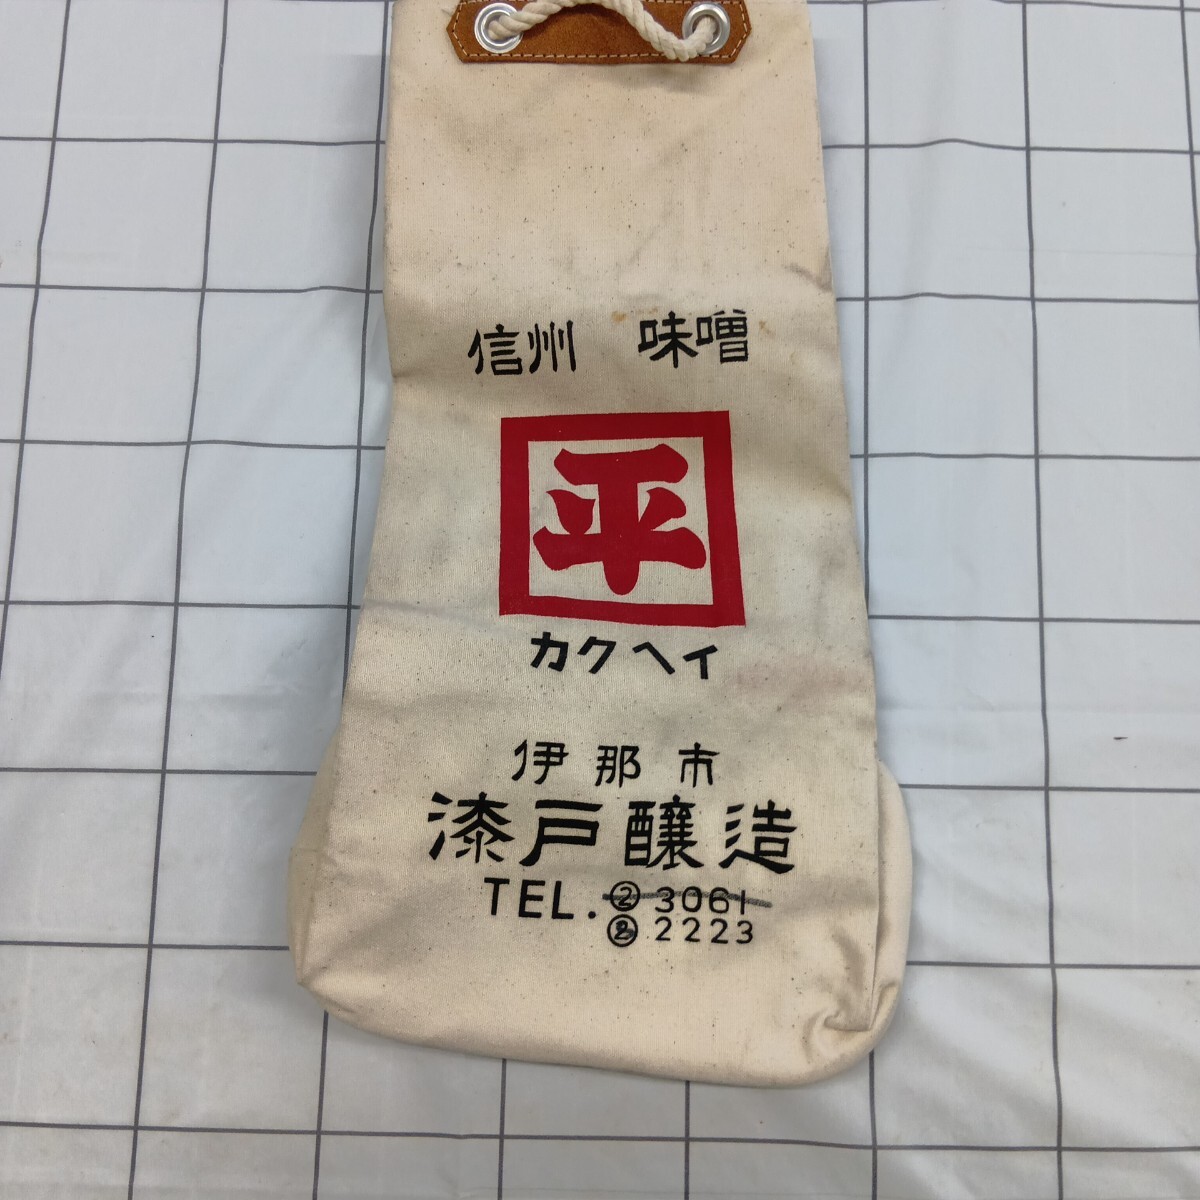 信州 味噌
平
カクヘイ
伊那市
漆戸醸造
TEL. ② 3061
② 2223